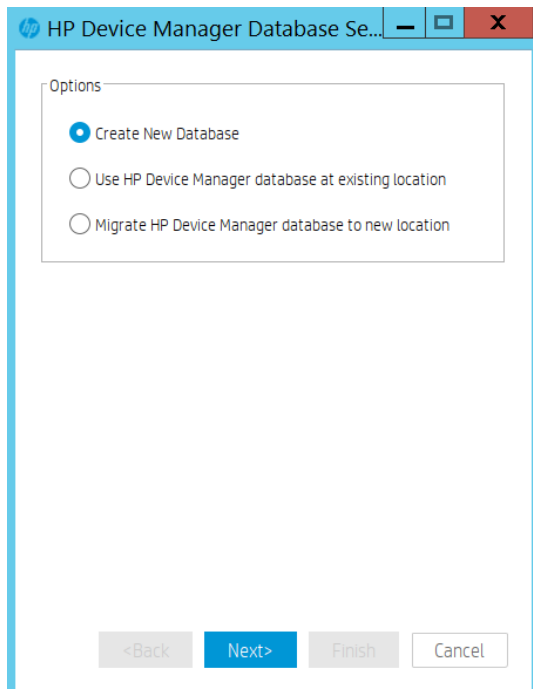 hp HP Device Manager Database Se...
Options
Create New Database
Use HP Device Manager database at existing location
Migrate HP Device Manager database to new location
<Back Next> Finish Cancel